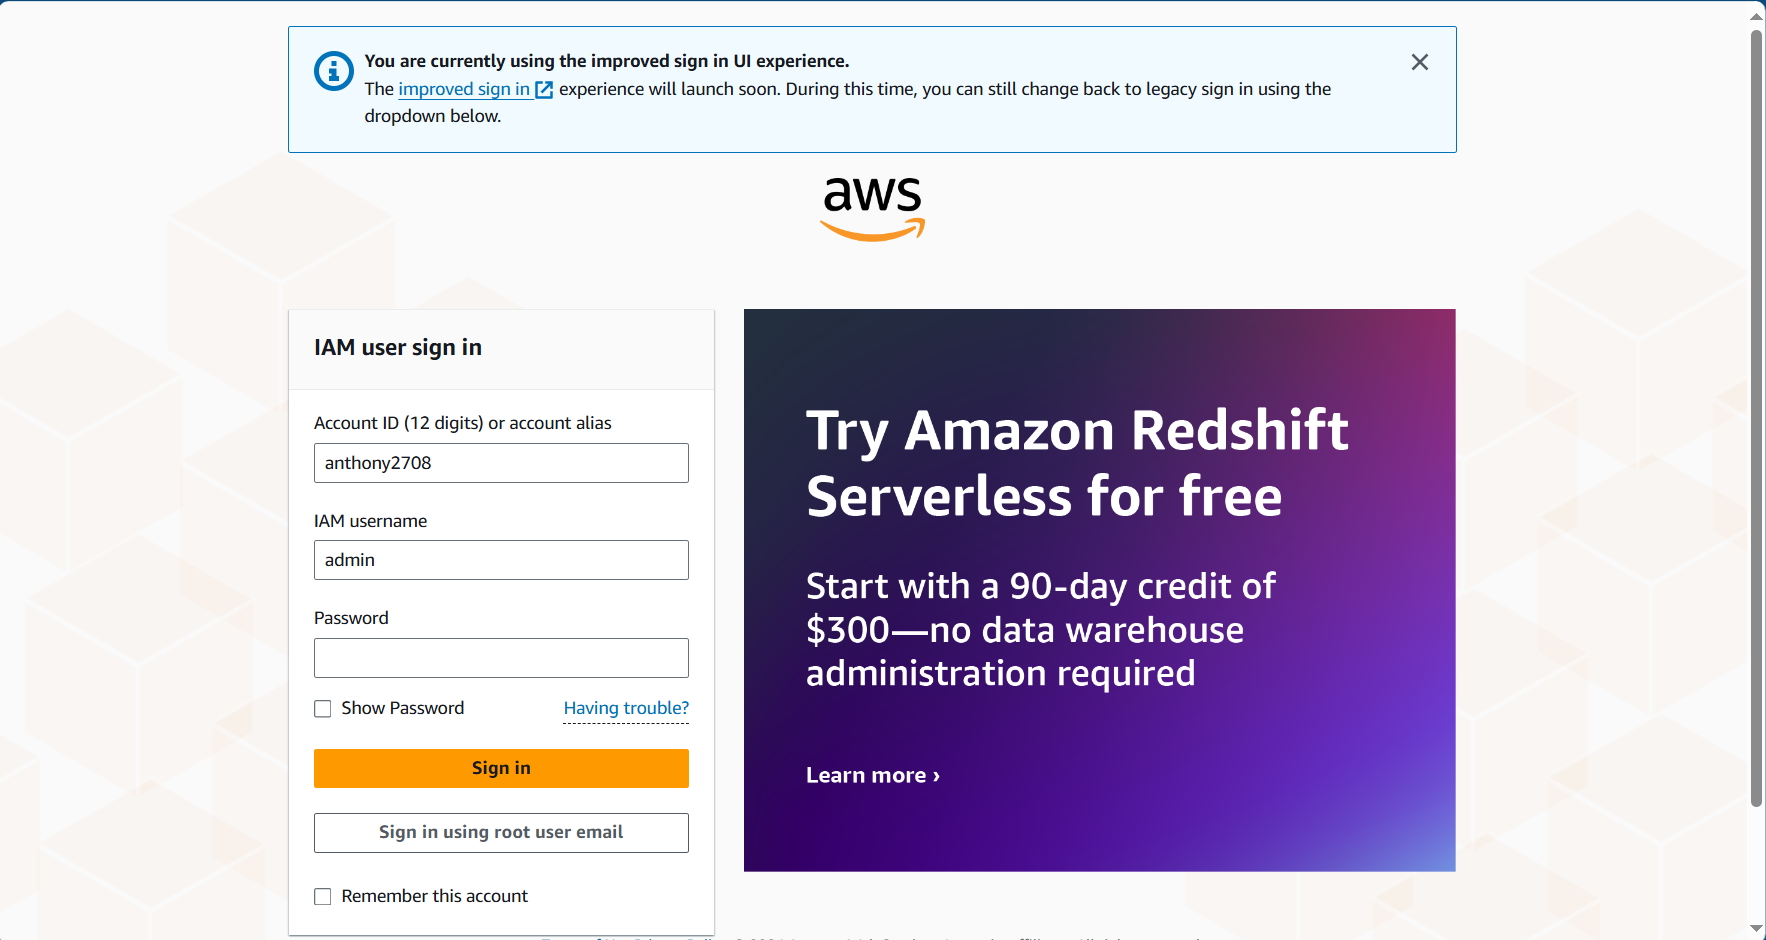 You are currently using the improved sign in UI experience.
The improved sign in experience will launch soon. During this time, you can still change back to legacy sign in using the
dropdown below.
aws
IAM user sign in
Account ID (12 digits) or account alias
anthony2708
IAM username
admin
Password
Show Password
Having trouble?
Sign in
Sign in using root user email
Remember this account
Try Amazon Redshift
Serverless for free
Start with a 90-day credit of
$300—no data warehouse
administration required
Learn more ›